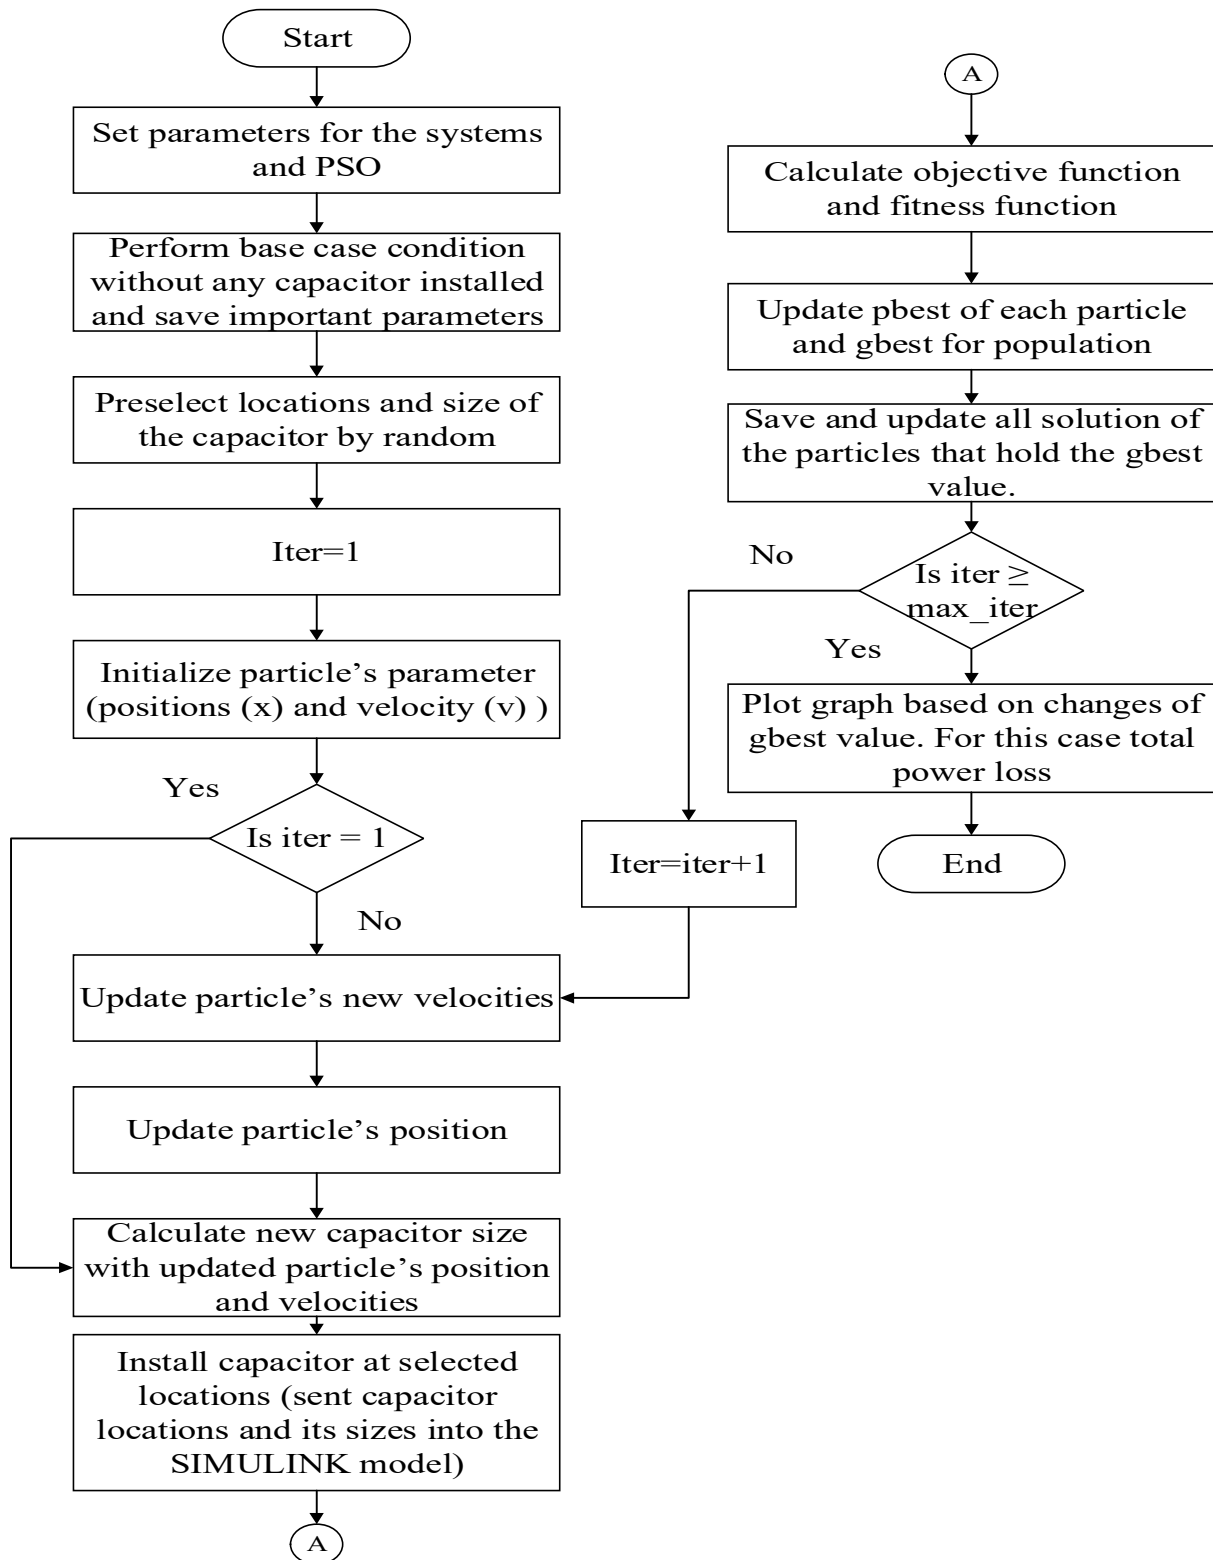 Start
Set parameters for the systems
and PSO
Perform base case condition
without any capacitor installed
and save important parameters
Preselect locations and size of
the capacitor by random
Iter=1
Initialize particle’s parameter
(positions (x) and velocity (v) )
Yes
Is iter = 1
No
Update particle’s new velocities
Update particle’s position
Calculate new capacitor size
with updated particle’s position
and velocities
Install capacitor at selected
locations (sent capacitor
locations and its sizes into the
SIMULINK model)
A
A
Calculate objective function
and fitness function
Update pbest of each particle
and gbest for population
Save and update all solution of
the particles that hold the gbest
value.
No
Is iter ≥
max_iter
Yes
Plot graph based on changes of
gbest value. For this case total
power loss
Iter=iter+1
End